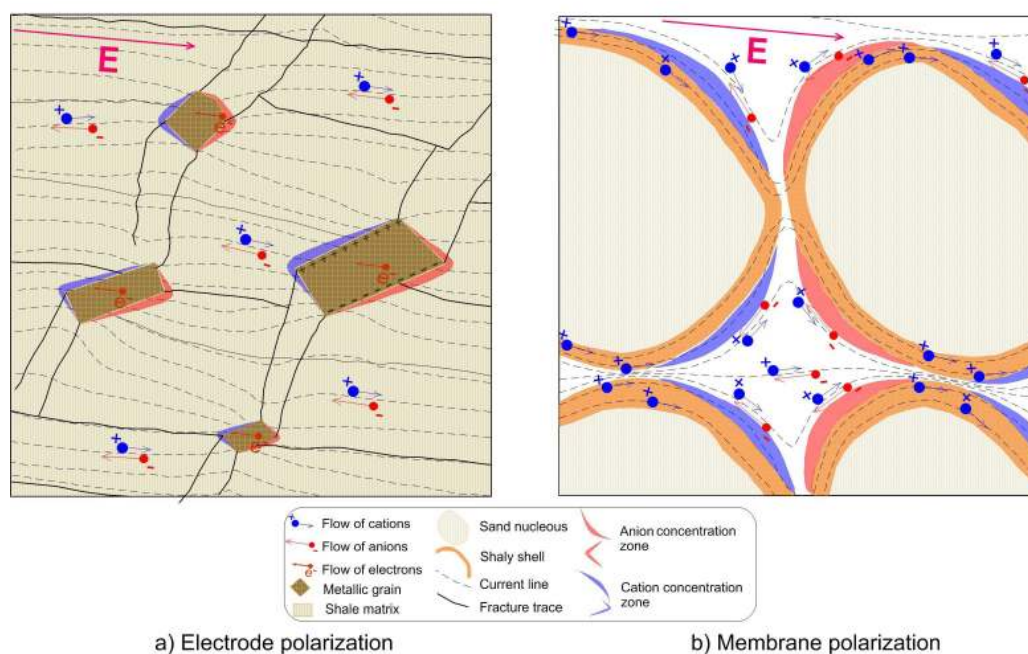 E
E
Flow of cations
Flow of anions
Flow of electrons
Metallic grain
Shale matrix
Sand nucleous
Shaly shell
Current line
Fracture trace
Anion concentration
zone
Cation concentration
zone
a) Electrode polarization
b) Membrane polarization